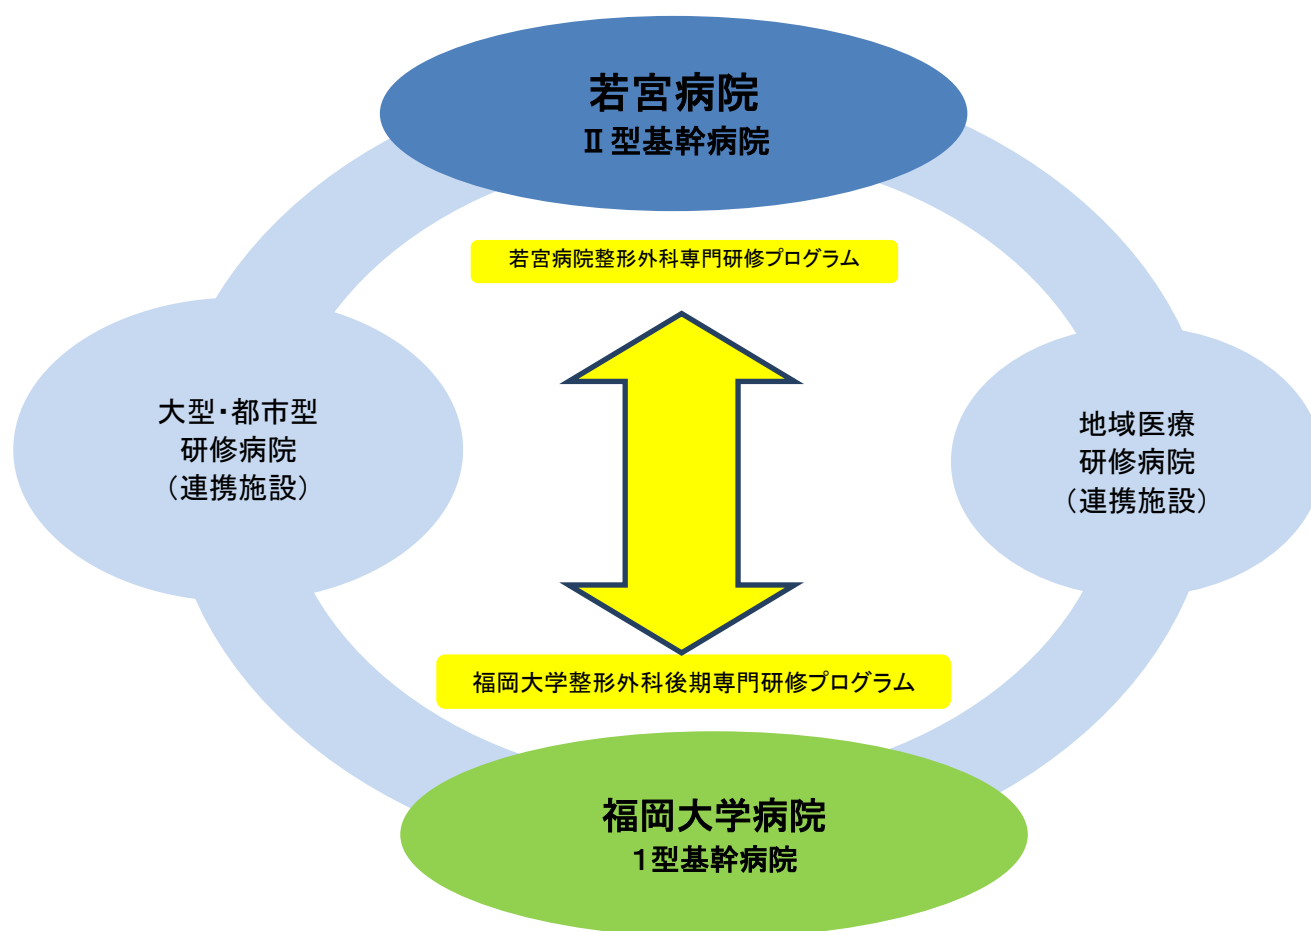 若宮病院
Ⅱ型基幹病院
若宮病院整形外科専門研修プログラム
大型・都市型
研修病院
（連携施設）
地域医療
研修病院
（連携施設）
福岡大学整形外科後期専門研修プログラム
福岡大学病院
１型基幹病院